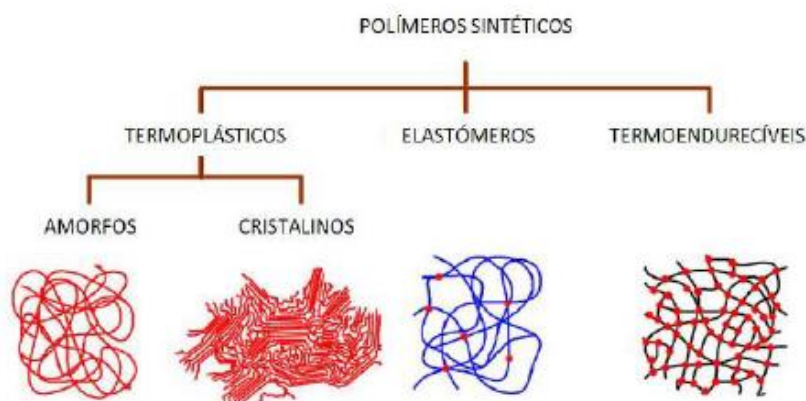 POLÍMEROS SINTÉTICOS
TERMOPLÁSTICOS ELASTÓMEROS TERMOENDURECÍVEIS
AMORFOS CRISTALINOS